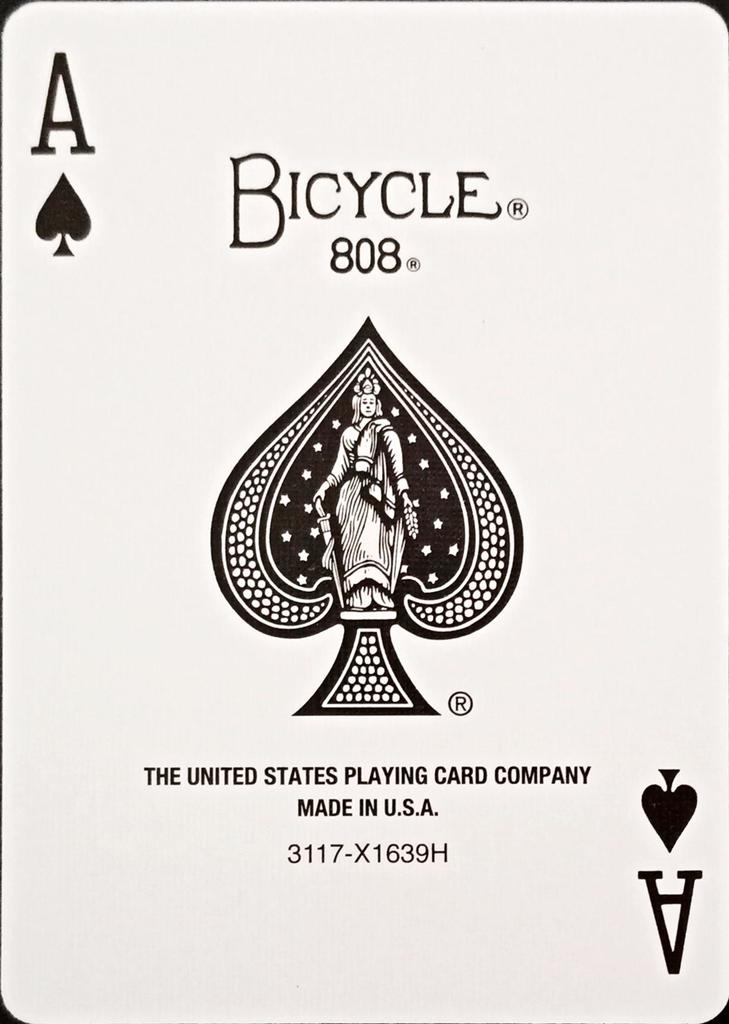 A
BICYCLE®
808®
®
THE UNITED STATES PLAYING CARD COMPANY
MADE IN U.S.A.
3117-X1639H
A